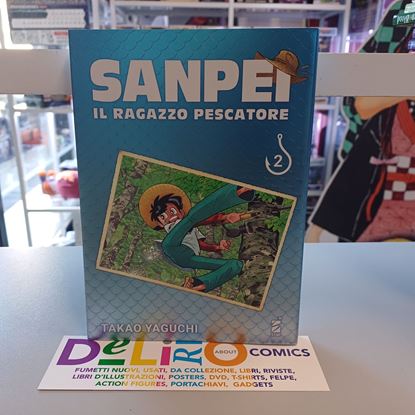 SANPEI
IL RAGAZZO PESCATORE
2
TAKAO YAGUCHI
DELIRIO ABOUT COMICS
FUMETTI NUOVI, USATI, DA COLLEZIONE, LIBRI, RIVISTE,
LIBRI D'ILLUSTRAZIONI, POSTERS, DVD, T-SHIRTS, FELPE,
ACTION FIGURES, PORTACHIAVI, GADGETS